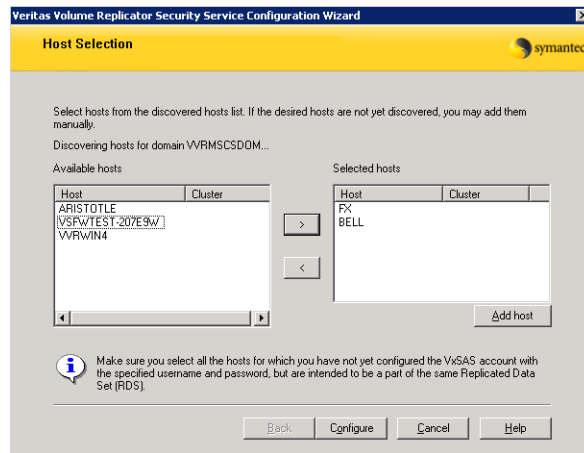 Veritas Volume Replicator Security Service Configuration Wizard
Host Selection
symantec
Select hosts from the discovered hosts list. If the desired hosts are not yet discovered, you may add them
manually.
Discovering hosts for domain VVRMSCSDOM...
Available hosts
Selected hosts
Host Cluster
Host Cluster
ARISTOTLE
VSFWTEST-207E9W
VVRWIN4
FX
BELL
>
<
Add host
Make sure you select all the hosts for which you have not yet configured the VxSAS account with
the specified username and password, but are intended to be a part of the same Replicated Data
Set (RDS).
Back Configure Cancel Help